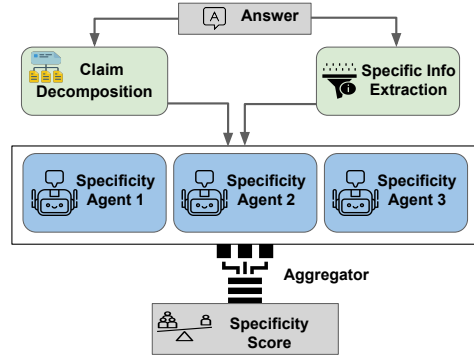 A
Answer
Claim
Decomposition
Specific Info
Extraction
Specificity
Agent 1
Specificity
Agent 2
Specificity
Agent 3
Aggregator
Specificity
Score